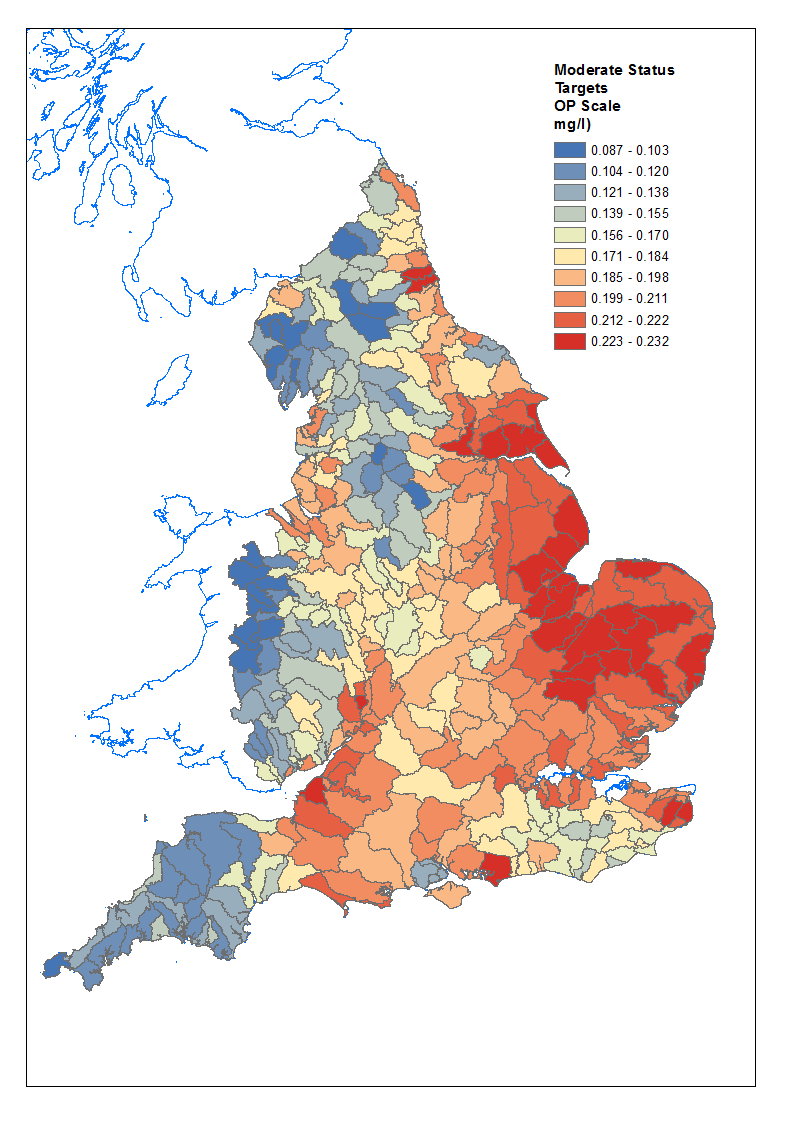 Moderate Status
Targets
OP Scale
mg/l)
0.087 - 0.103
0.104 - 0.120
0.121 - 0.138
0.139 - 0.155
0.156 - 0.170
0.171 - 0.184
0.185 - 0.198
0.199 - 0.211
0.212 - 0.222
0.223 - 0.232